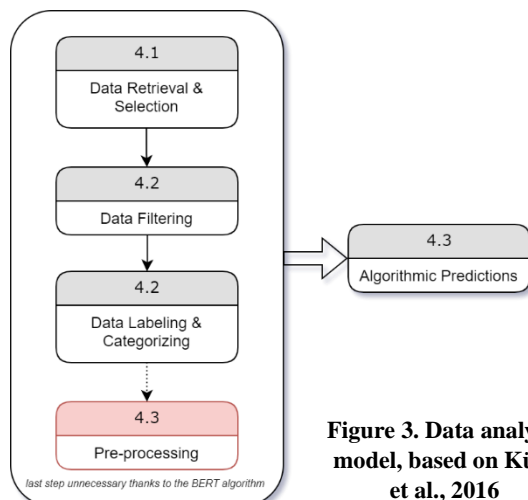 4.1
Data Retrieval &
Selection
4.2
Data Filtering
4.2
Data Labeling &
Categorizing
4.3
Pre-processing
last step unnecessary thanks to the BERT algorithm
4.3
Algorithmic Predictions
Figure 3. Data
model, based on
et al., 2016